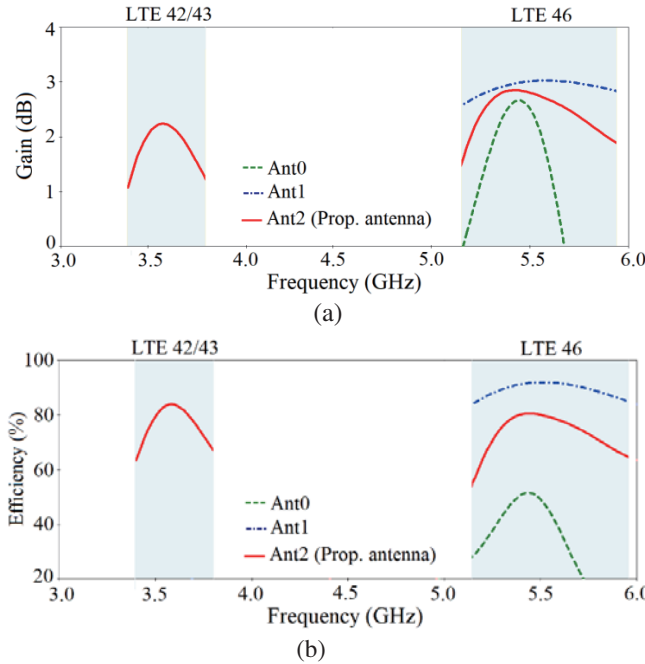 LTE 42/43 LTE 46
4
3
2
1
0
Gain (dB)
Ant0
Ant1
Ant2 (Prop. antenna)
3.0 3.5 4.0 4.5 5.0 5.5 6.0
Frequency (GHz)
(a)
LTE 42/43 LTE 46
100
80
60
40
20
Efficiency (%)
Ant0
Ant1
Ant2 (Prop. antenna)
3.0 3.5 4.0 4.5 5.0 5.5 6.0
Frequency (GHz)
(b)